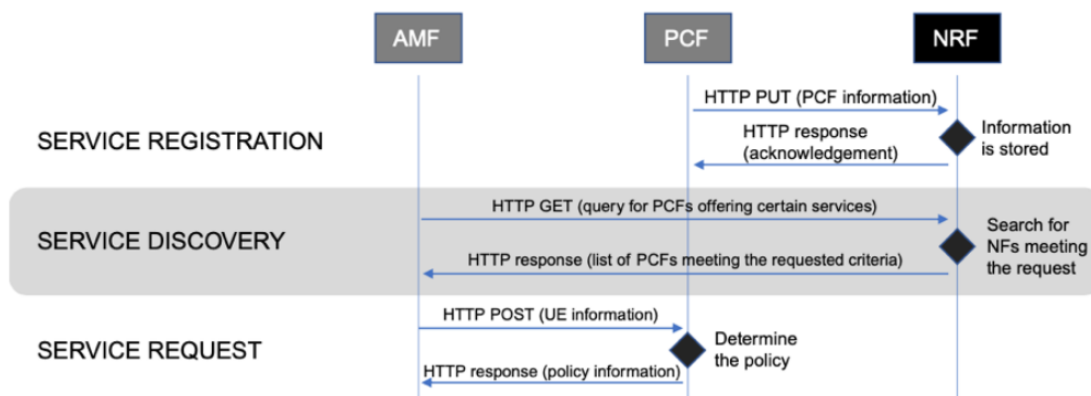 AMF
PCF
NRF
HTTP PUT (PCF information)
SERVICE REGISTRATION
HTTP response
(acknowledgement)
Information
is stored
HTTP GET (query for PCFs offering certain services)
SERVICE DISCOVERY
Search for
NFs meeting
the request
HTTP response (list of PCFs meeting the requested criteria)
HTTP POST (UE information)
SERVICE REQUEST
Determine
the policy
HTTP response (policy information)